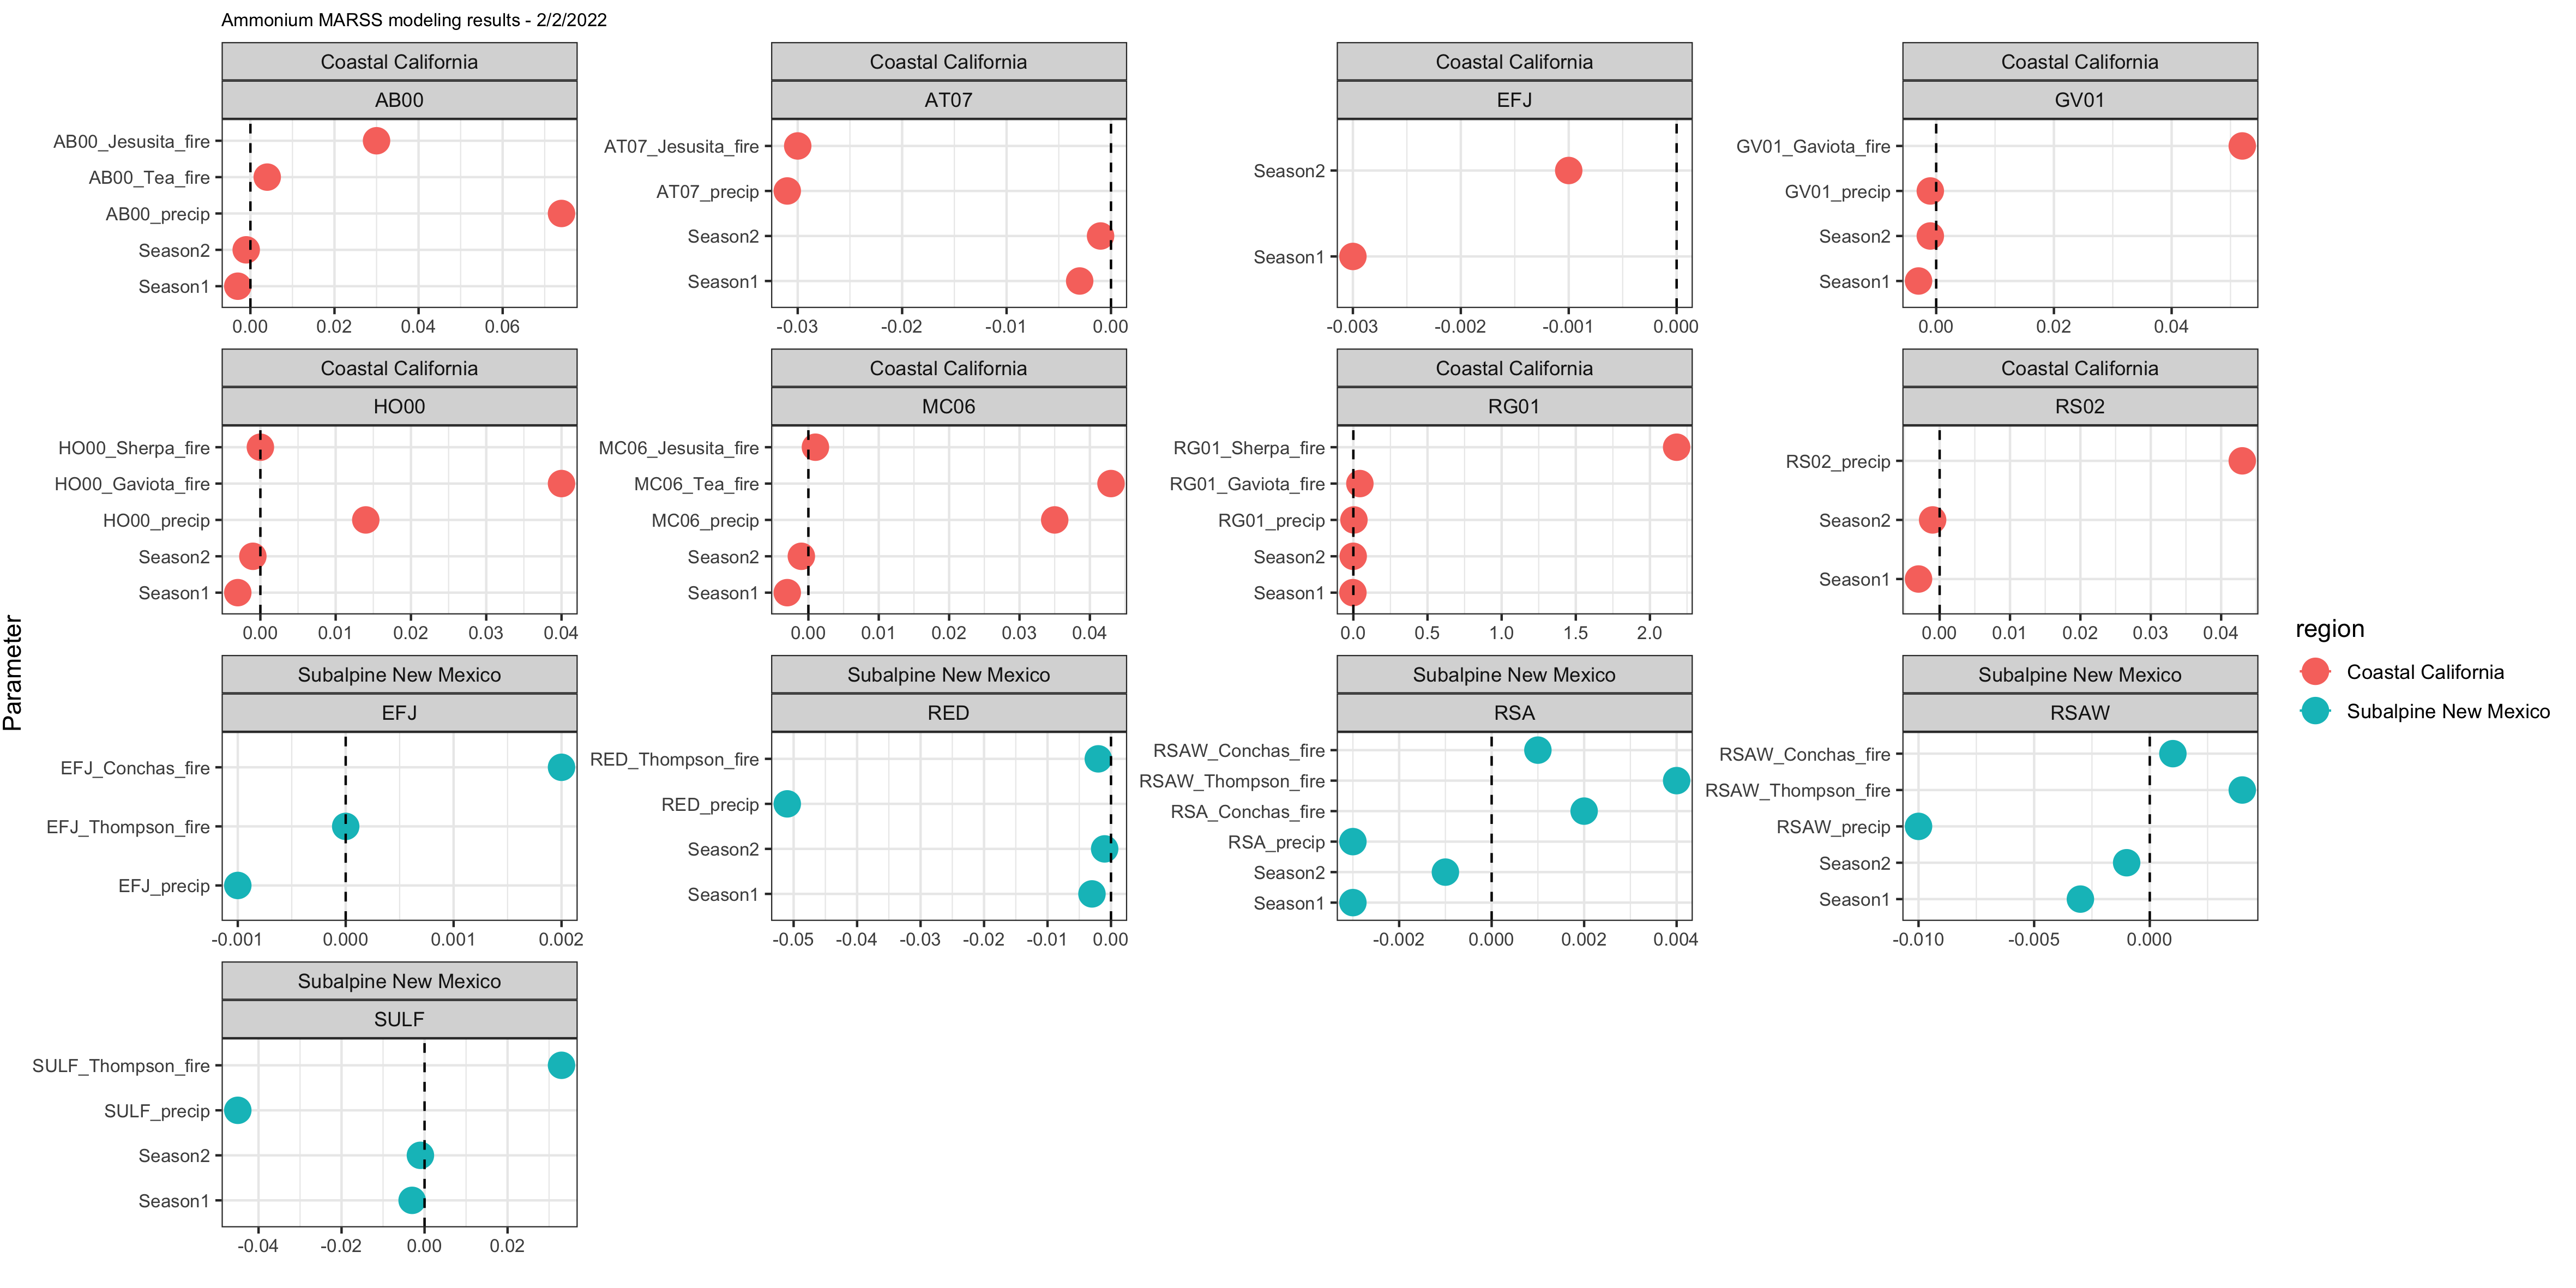 Ammonium MARSS modeling results - 2/2/2022
Parameter
Coastal California
AB00
AB00_Jesusita_fire
AB00_Tea_fire
AB00_precip
Season2
Season1
0.00 0.02 0.04 0.06
Coastal California
AT07
AT07_Jesusita_fire
AT07_precip
Season2
Season1
-0.03 -0.02 -0.01 0.00
Coastal California
EFJ
Season2
Season1
-0.003 -0.002 -0.001 0.000
Coastal California
GV01
GV01_Gaviota_fire
GV01_precip
Season2
Season1
0.00 0.02 0.04
Coastal California
HO00
HO00_Sherpa_fire
HO00_Gaviota_fire
HO00_precip
Season2
Season1
0.00 0.01 0.02 0.03 0.04
Coastal California
MC06
MC06_Jesusita_fire
MC06_Tea_fire
MC06_precip
Season2
Season1
0.00 0.01 0.02 0.03 0.04
Coastal California
RG01
RG01_Sherpa_fire
RG01_Gaviota_fire
RG01_precip
Season2
Season1
0.0 0.5 1.0 1.5 2.0
Coastal California
RS02
RS02_precip
Season2
Season1
0.00 0.01 0.02 0.03 0.04
Subalpine New Mexico
EFJ
EFJ_Conchas_fire
EFJ_Thompson_fire
EFJ_precip
-0.001 0.000 0.001 0.002
Subalpine New Mexico
RED
RED_Thompson_fire
RED_precip
Season2
Season1
-0.05 -0.04 -0.03 -0.02 -0.01 0.00
Subalpine New Mexico
RSA
RSAW_Conchas_fire
RSAW_Thompson_fire
RSA_Conchas_fire
RSA_precip
Season2
Season1
-0.002 0.000 0.002 0.004
Subalpine New Mexico
RSAW
RSAW_Conchas_fire
RSAW_Thompson_fire
RSAW_precip
Season2
Season1
-0.010 -0.005 0.000
Subalpine New Mexico
SULF
SULF_Thompson_fire
SULF_precip
Season2
Season1
-0.04 -0.02 0.00 0.02
region
Coastal California
Subalpine New Mexico